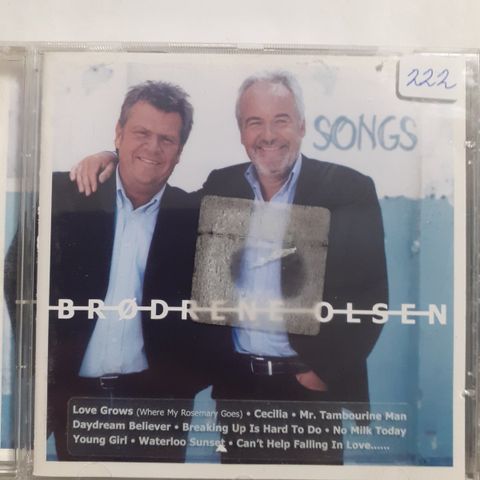 222
SONGS
BRØDRENE OLSEN
Love Grows (Where My Rosemary Goes) • Cecilia • Mr. Tambourine Man
Daydream Believer • Breaking Up Is Hard To Do • No Milk Today
Young Girl • Waterloo Sunset • Can't Help Falling In Love......